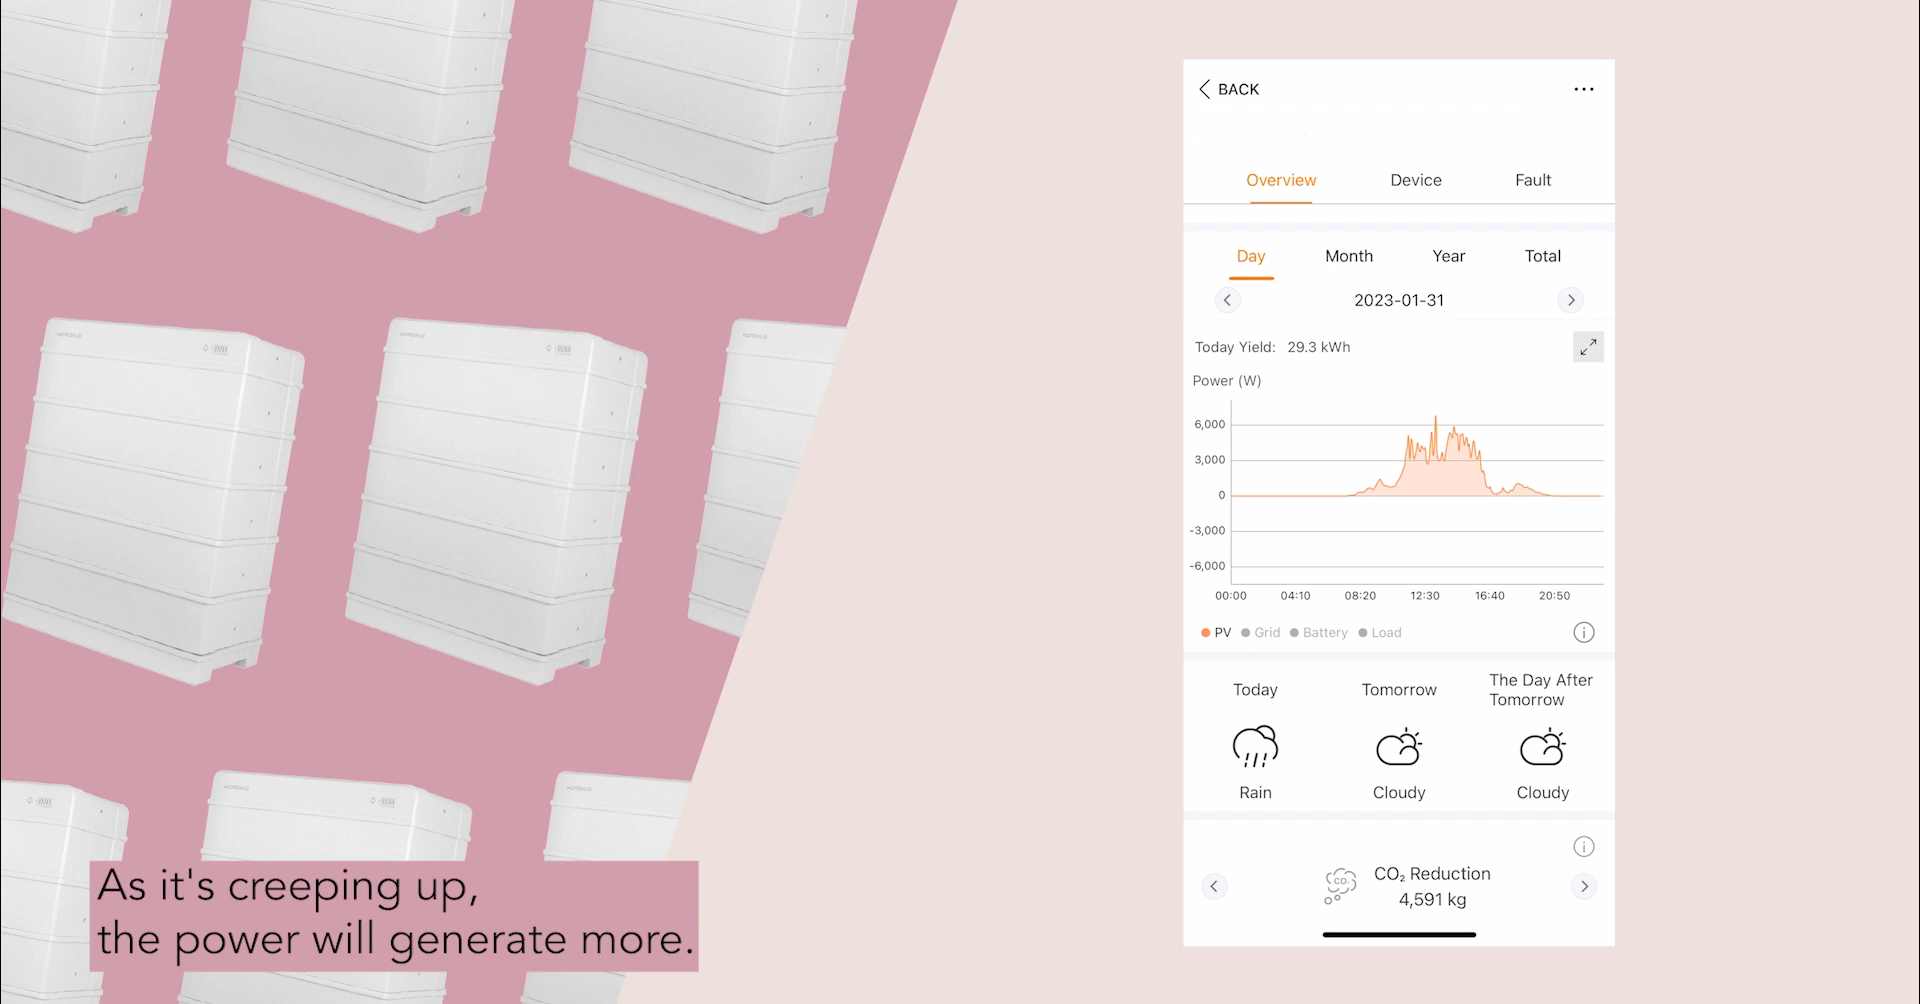 BACK
Overview Device Fault
Day Month Year Total
2023-01-31
Today Yield: 29.3 kWh
Power (W)
6,000
3,000
0
-3,000
-6,000
00:00 04:10 08:20 12:30 16:40 20:50
PV Grid Battery Load
Today Tomorrow The Day After
Tomorrow
Rain Cloudy Cloudy
CO₂ Reduction
4,591 kg
As it's creeping up,
the power will generate more.